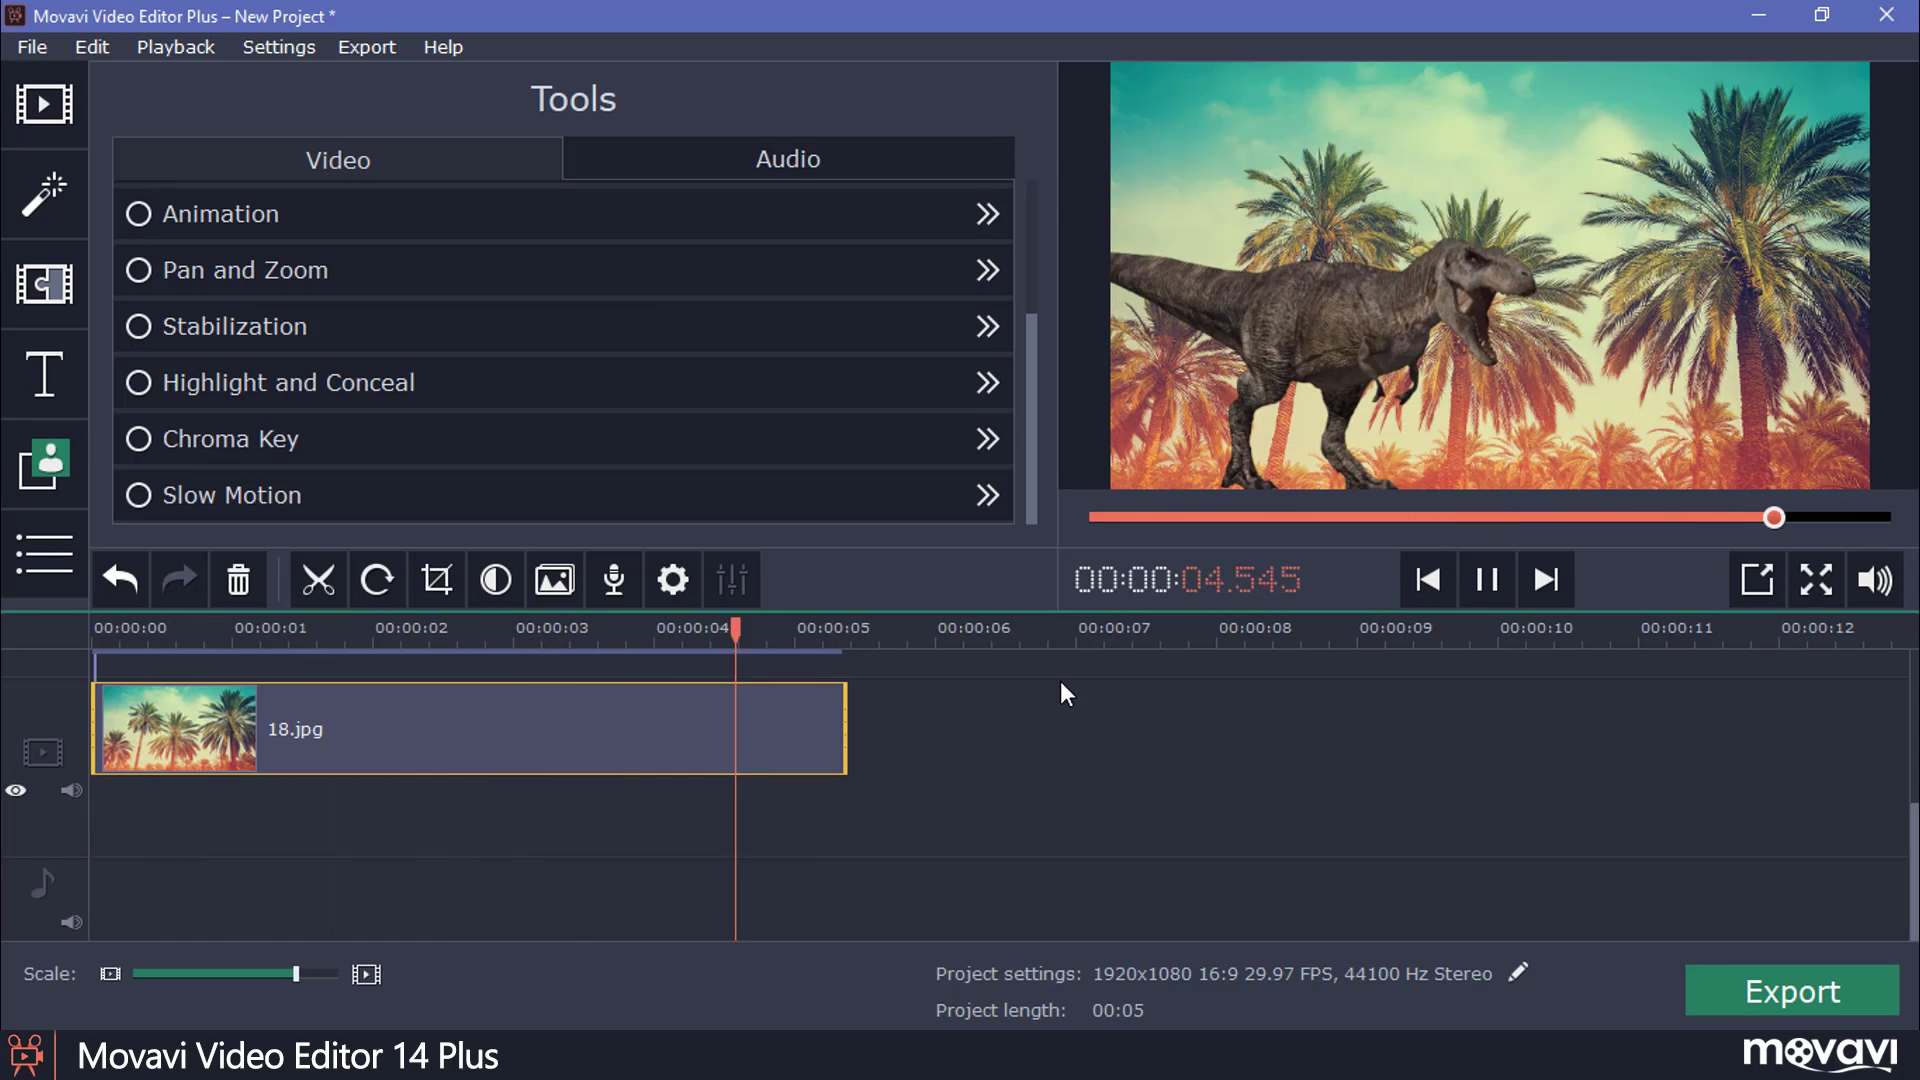 Movavi Video Editor Plus – New Project *
File Edit Playback Settings Export Help
Tools
Video Audio
Animation
Pan and Zoom
Stabilization
Highlight and Conceal
Chroma Key
Slow Motion
00:00:04.545
00:00:00 00:00:01 00:00:02 00:00:03 00:00:04 00:00:05 00:00:06 00:00:07 00:00:08 00:00:09 00:00:10 00:00:11 00:00:12
18.jpg
Scale:
Project settings: 1920x1080 16:9 29.97 FPS, 44100 Hz Stereo
Project length: 00:05
Export
Movavi Video Editor 14 Plus
movavi